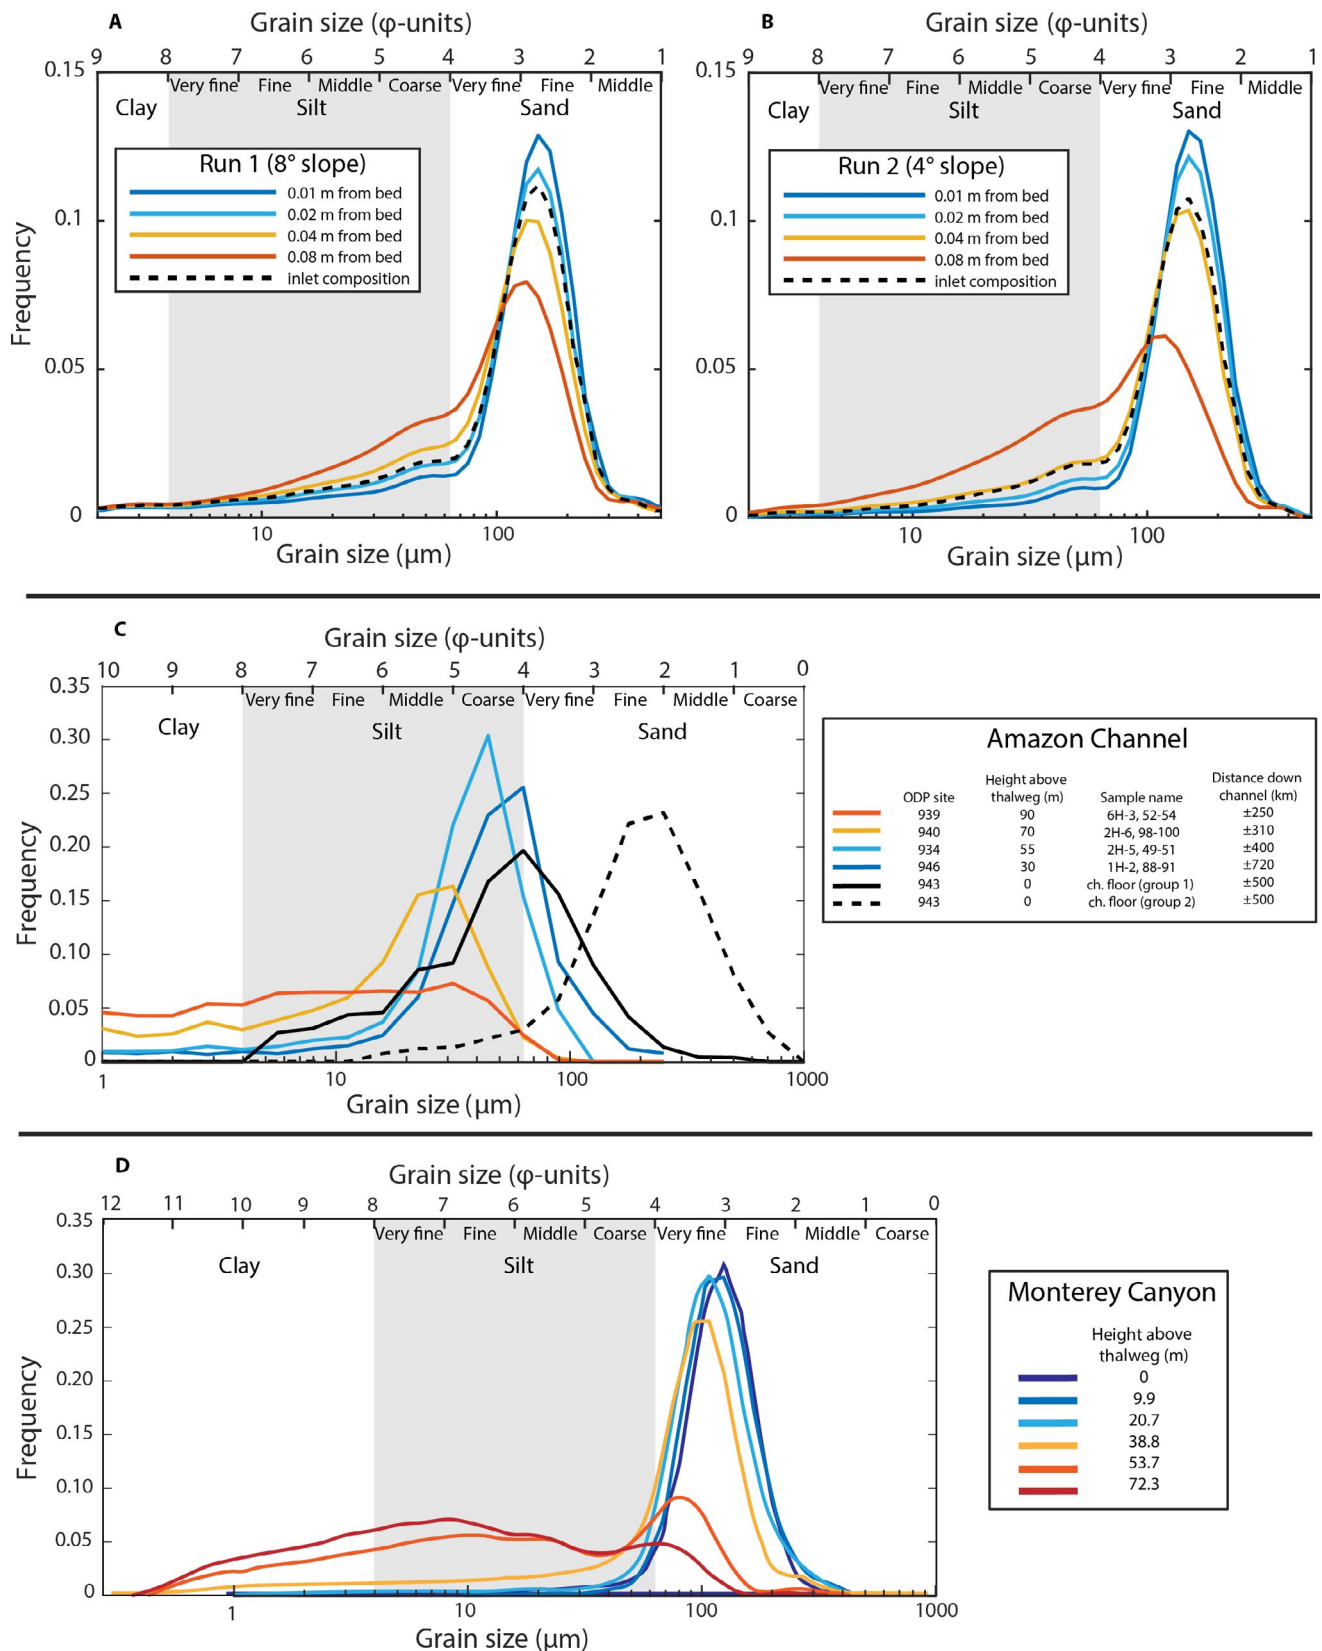 A
Grain size (φ-units)
9 8 7 6 5 4 3 2 1
0.15
Very fine Fine Middle Coarse Very fine Fine Middle
Clay Silt Sand
Run 1 (8° slope)
0.01 m from bed
0.02 m from bed
0.04 m from bed
0.08 m from bed
inlet composition
0.1
0.05
0
Frequency
10 100
Grain size (µm)
B
Grain size (φ-units)
9 8 7 6 5 4 3 2 1
0.15
Very fine Fine Middle Coarse Very fine Fine Middle
Clay Silt Sand
Run 2 (4° slope)
0.01 m from bed
0.02 m from bed
0.04 m from bed
0.08 m from bed
inlet composition
0.1
0.05
0
10 100
Grain size (µm)
C
Grain size (φ-units)
10 9 8 7 6 5 4 3 2 1 0
0.35
Very fine Fine Middle Coarse Very fine Fine Middle Coarse
Clay Silt Sand
0.30
0.25
0.20
0.15
0.10
0.05
0
Frequency
1 10 100 1000
Grain size (µm)
Amazon Channel
ODP site Height above thalweg (m) Sample name Distance down channel (km)
939 90 6H-3, 52-54 ±250
940 70 2H-6, 98-100 ±310
934 55 2H-5, 49-51 ±400
946 30 1H-2, 88-91 ±720
943 0 ch. floor (group 1) ±500
943 0 ch. floor (group 2) ±500
D
Grain size (φ-units)
12 11 10 9 8 7 6 5 4 3 2 1 0
0.35
Very fine Fine Middle Coarse Very fine Fine Middle Coarse
Clay Silt Sand
0.30
0.25
0.20
0.15
0.10
0.05
0
Frequency
1 10 100 1000
Grain size (µm)
Monterey Canyon
Height above
thalweg (m)
0
9.9
20.7
38.8
53.7
72.3